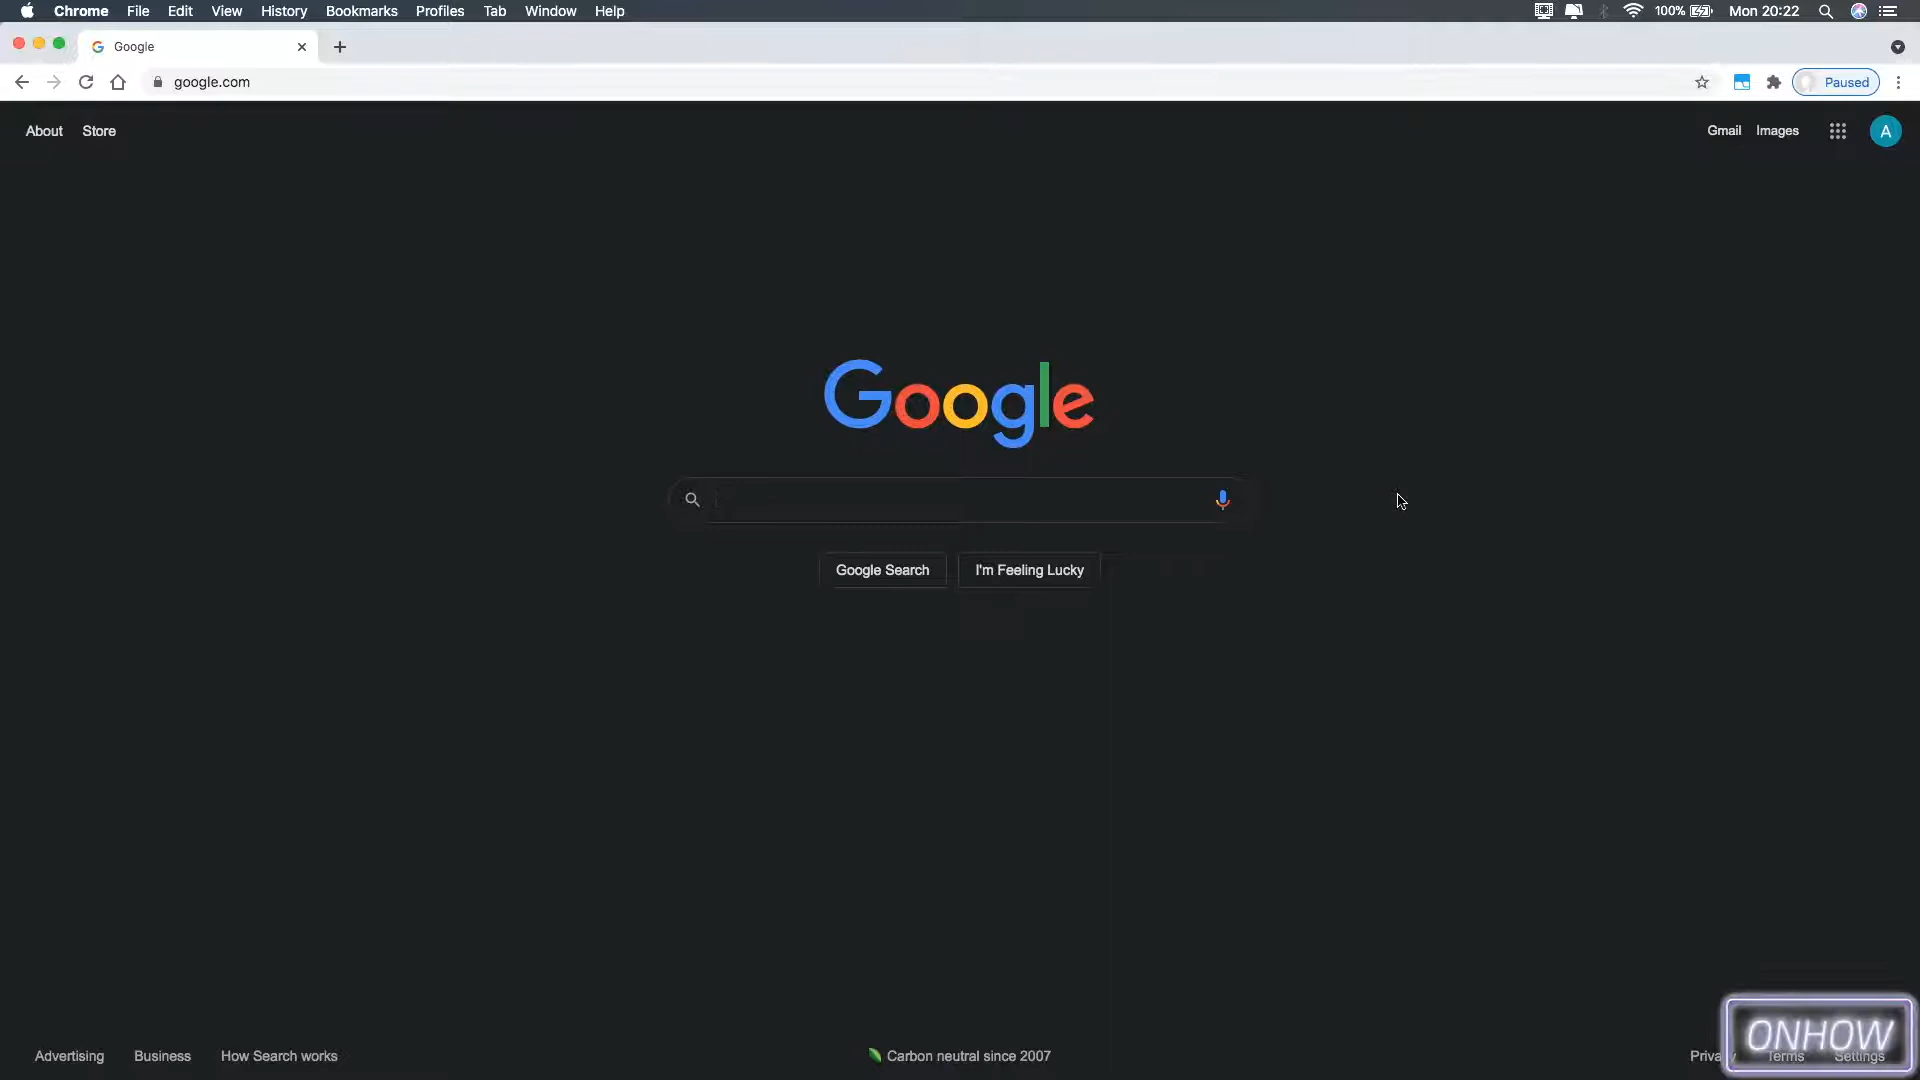 Chrome File Edit View History Bookmarks Profiles Tab Window Help 100% Mon 20:22
Google
google.com Paused
About Store Gmail Images A
Google
Google Search I'm Feeling Lucky
Advertising Business How Search works Carbon neutral since 2007 Terms Settings
ONHOW